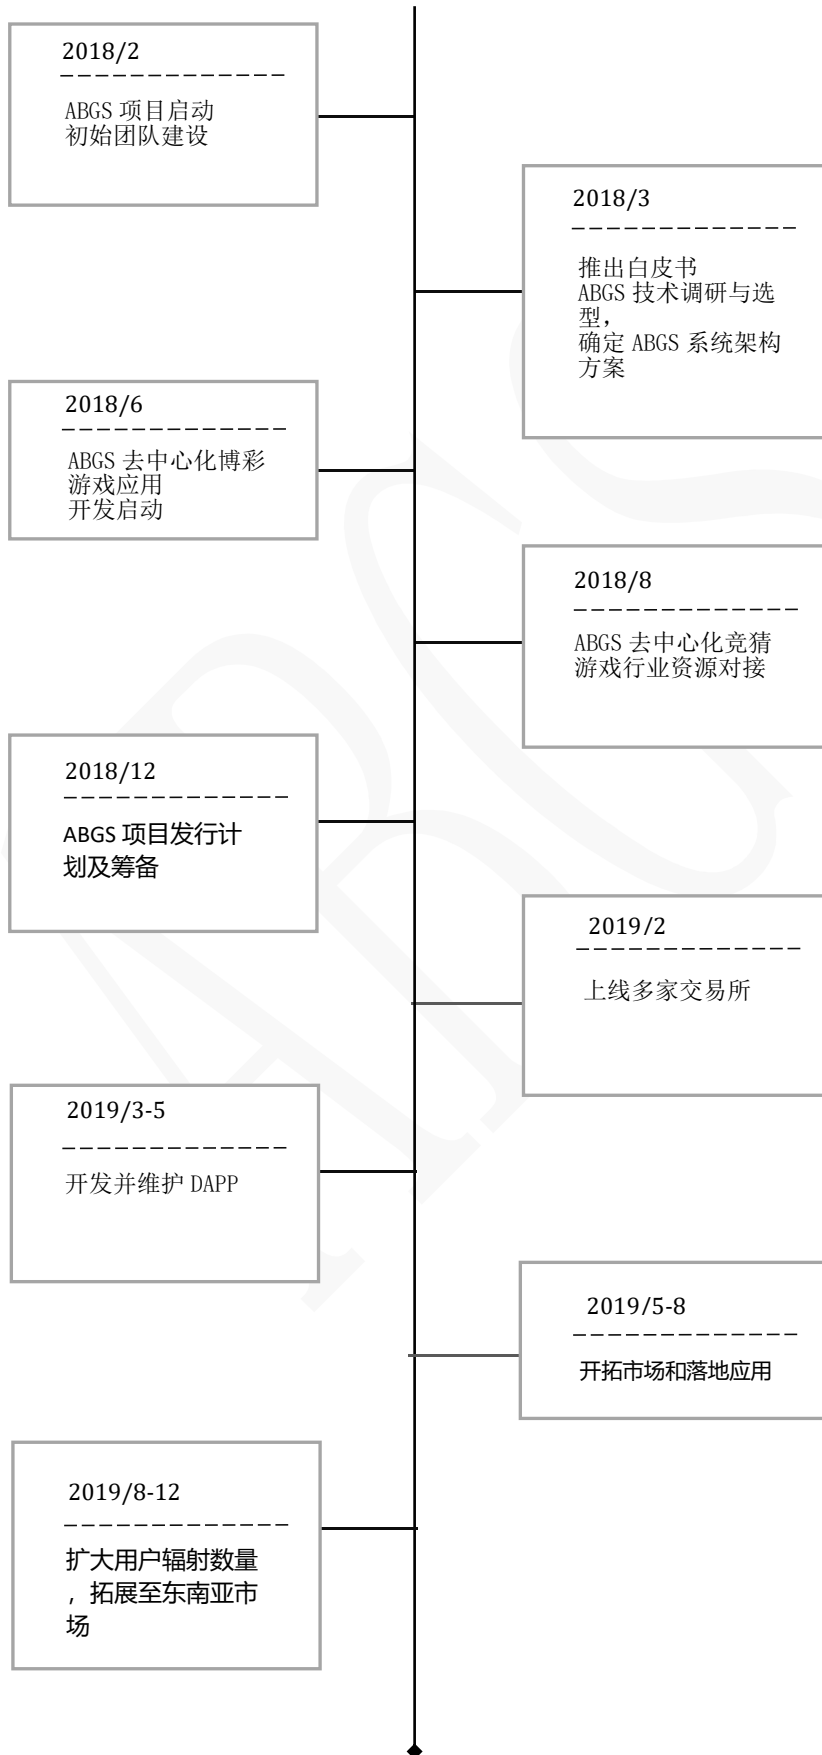 2018/2
ABGS 项目启动
初始团队建设
2018/3
推出白皮书
ABGS 技术调研与选
型，
确定 ABGS 系统架构
方案
2018/6
ABGS 去中心化博彩
游戏应用
开发启动
2018/8
ABGS 去中心化竞猜
游戏行业资源对接
2018/12
ABGS 项目发行计
划及筹备
2019/2
上线多家交易所
2019/3-5
开发并维护 DAPP
2019/5-8
开拓市场和落地应用
2019/8-12
扩大用户辐射数量
，拓展至东南亚市
场
ABGS